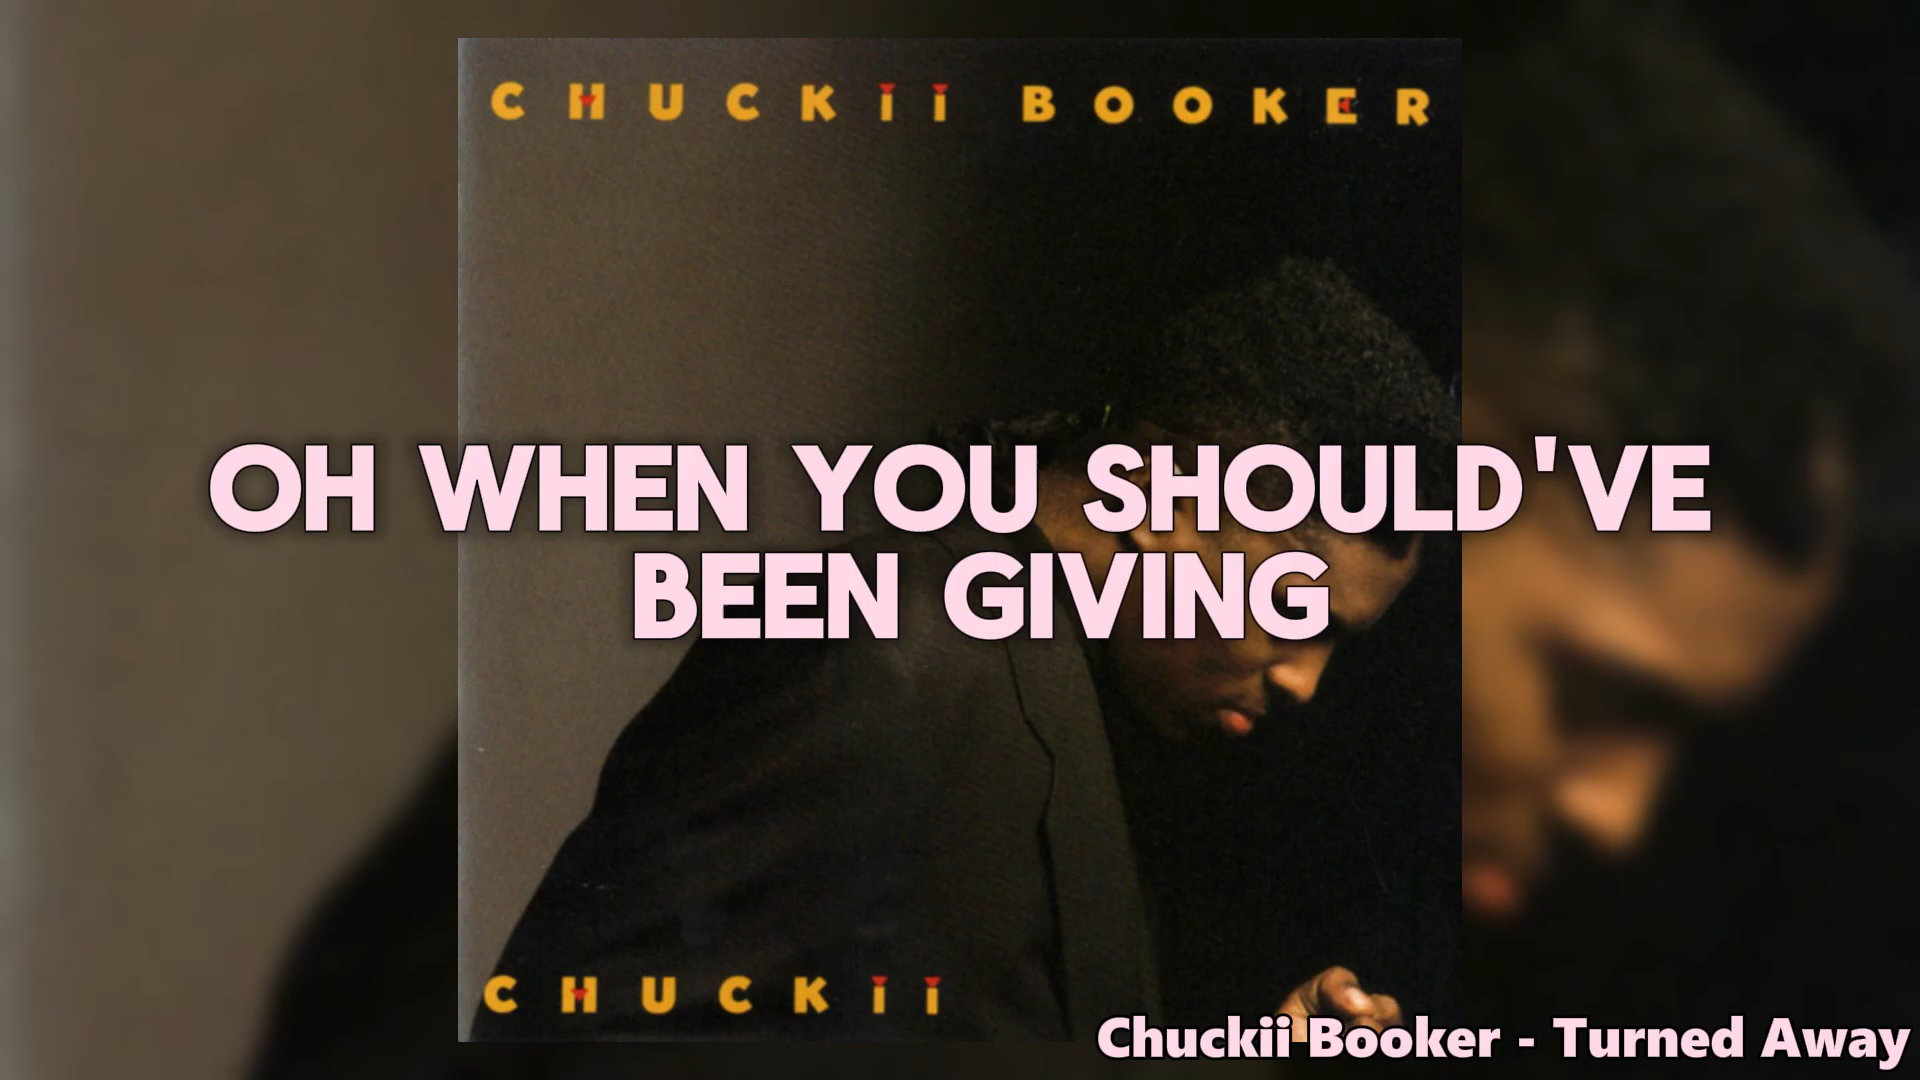 CHUCKii BOOKER
OH WHEN YOU SHOULD'VE
BEEN GIVING
CHUCKii
Chuckii Booker - Turned Away